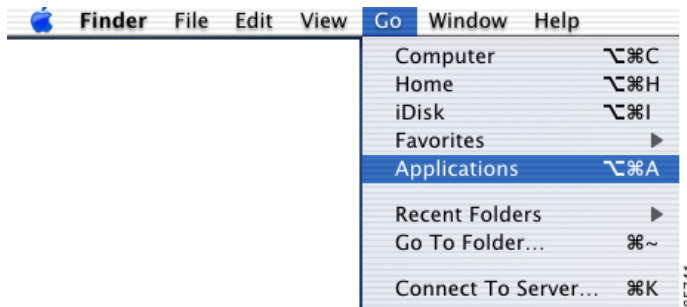 Finder File Edit View Go Window Help
Computer ⌥⌘C
Home ⌥⌘H
iDisk ⌥⌘I
Favorites ▶
Applications ⌥⌘A
Recent Folders ▶
Go To Folder... ⌘~
Connect To Server... ⌘K